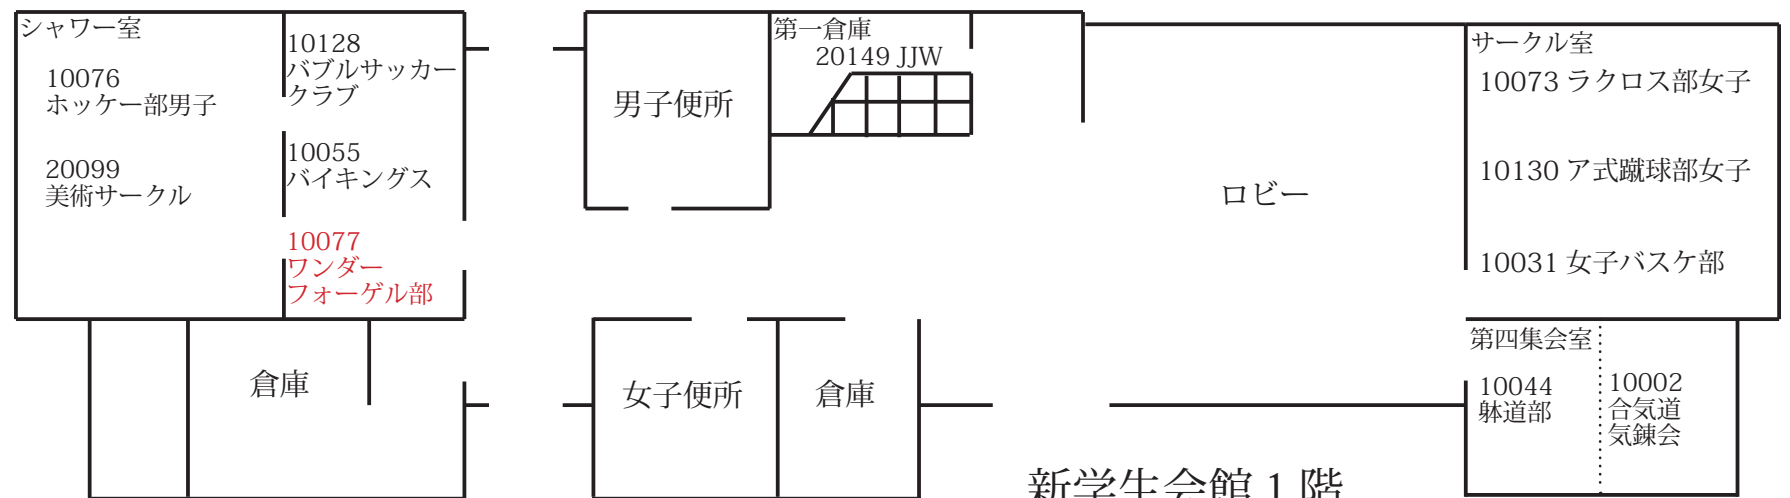 シャワー室
10076
ホッケー部男子
20099
美術サークル
10128
バブルサッカー
クラブ
10055
バイキングス
10077
ワンダー
フォーゲル部
男子便所
第一倉庫
20149 JJW
ロビー
サークル室
10073 ラクロス部女子
10130 ア式蹴球部女子
10031 女子バスケ部
倉庫
女子便所
倉庫
第四集会室
10044
躰道部
10002
合気道
気錬会
新学生会館 1 階